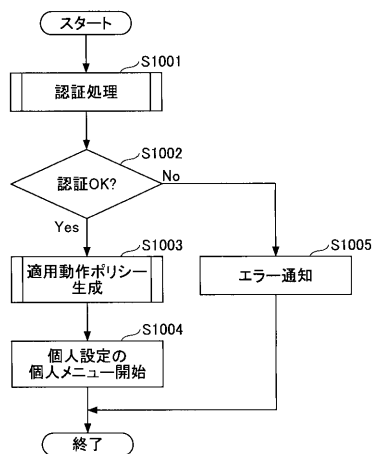 スタート
S1001
認証処理
S1002
認証OK?
No
Yes
S1003
適用動作ポリシー
生成
S1005
エラー通知
S1004
個人設定の
個人メニュー開始
終了